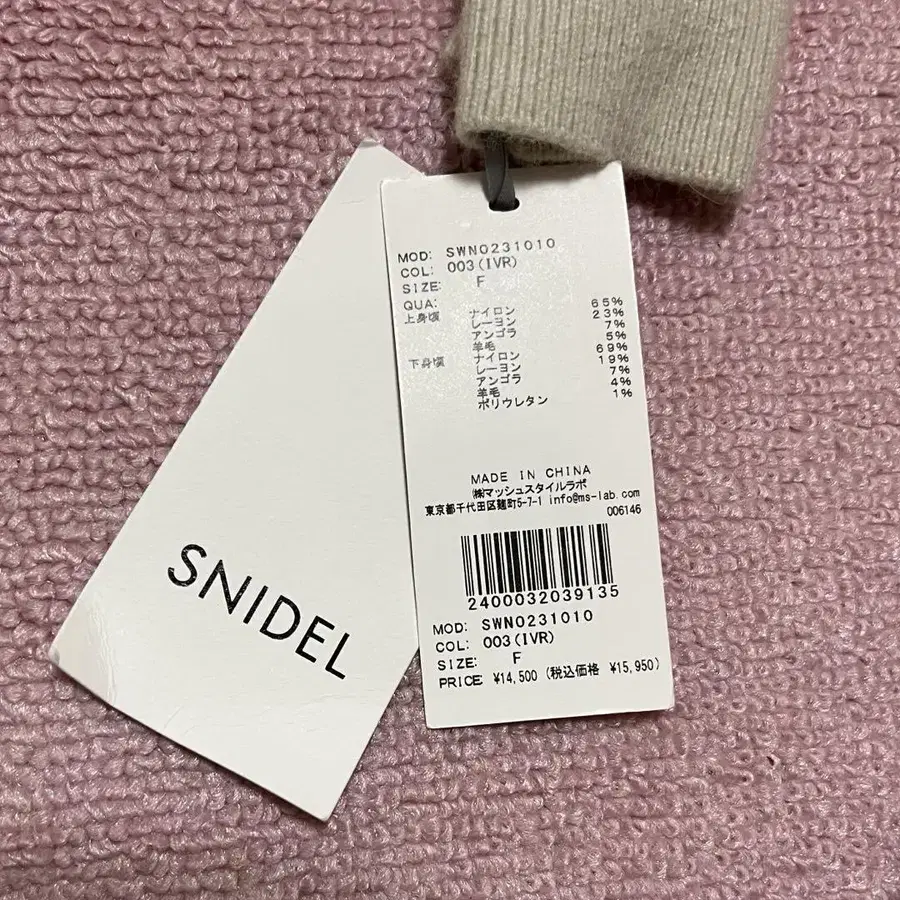 SNIDEL
MOD: SWN0231010
COL: 003(IVR)
SIZE: F
QUA:
上身頃 ナイロン 65%
レーヨン 23%
アンゴラ 7%
羊毛 5%
下身頃 ナイロン 69%
レーヨン 19%
アンゴラ 7%
羊毛 4%
ポリウレタン 1%
MADE IN CHINA
㈱マッシュスタイルラボ
東京都千代田区麹町5-7-1 info@ms-lab.com
006146
2400032039135
MOD: SWN0231010
COL: 003(IVR)
SIZE: F
PRICE: ¥14,500 (税込価格 ¥15,950)